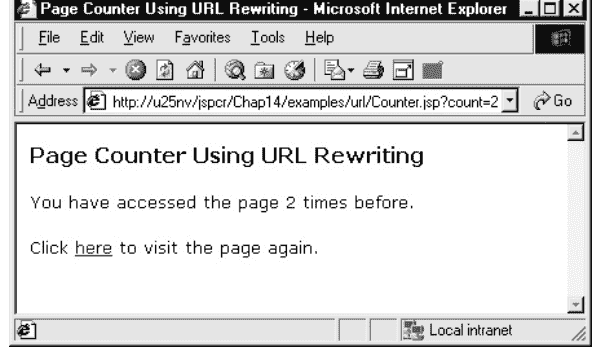 Page Counter Using URL Rewriting - Microsoft Internet Explorer
File Edit View Favorites Tools Help
Address http://u25nv/jspcr/Chap14/examples/url/Counter.jsp?count=2 Go
Page Counter Using URL Rewriting
You have accessed the page 2 times before.
Click here to visit the page again.
Local intranet